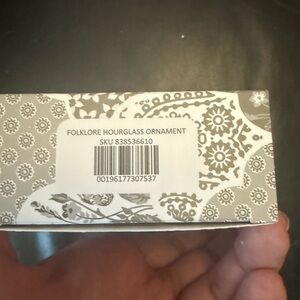 FOLKLORE HOURGLASS ORNAMENT
SKU 838536610
00196177307537